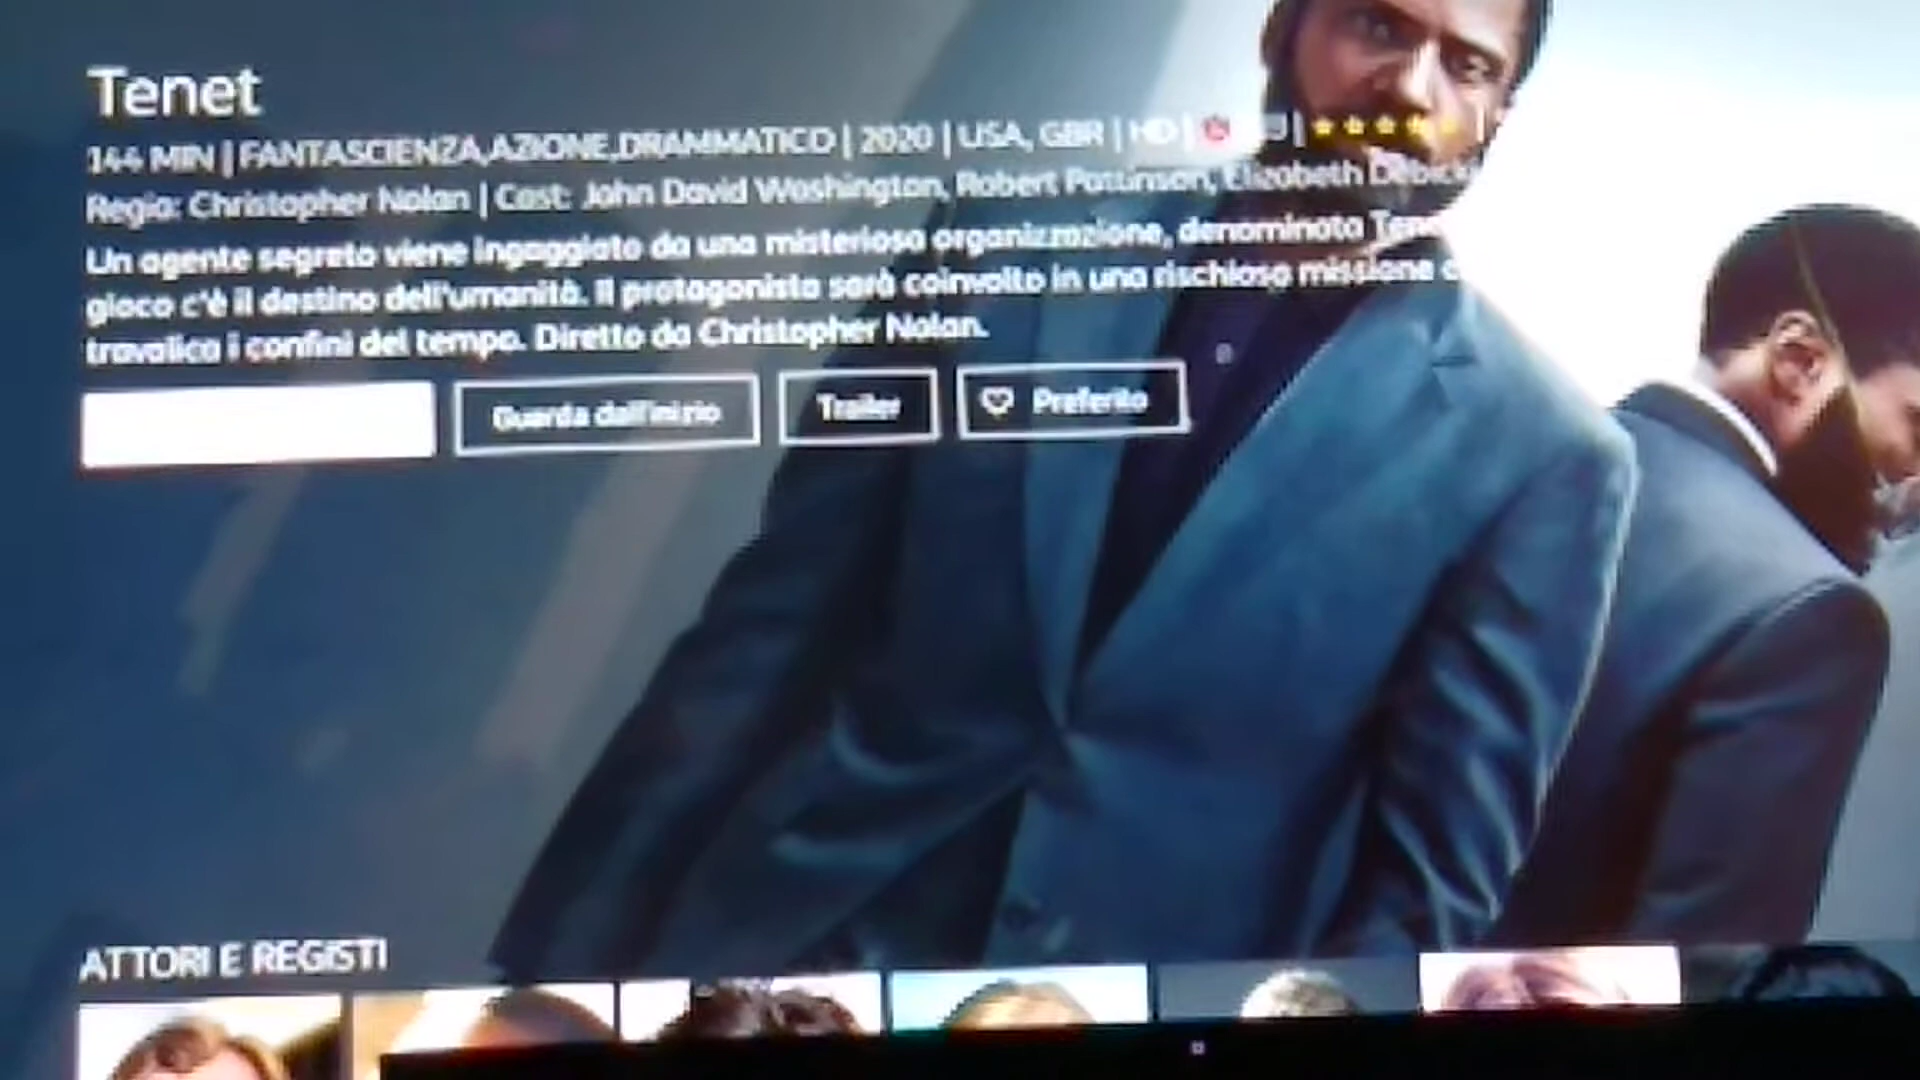 Tenet
144 MIN | FANTASCIENZA,AZIONE,DRAMMATICO | 2020 | USA, GBR | HD |
Regia: Christopher Nolan | Cast: John David Washington, Robert Pattinson, Elizabeth Debicki
Un agente segreto viene ingaggiato da una misteriosa organizzazione, denominata Tenet
gioco c'è il destino dell'umanità. Il protagonista sarà coinvolto in una rischiosa missione
travalica i confini del tempo. Diretto da Christopher Nolan.
Guarda dall'inizio
Trailer
Preferito
ATTORI E REGISTI